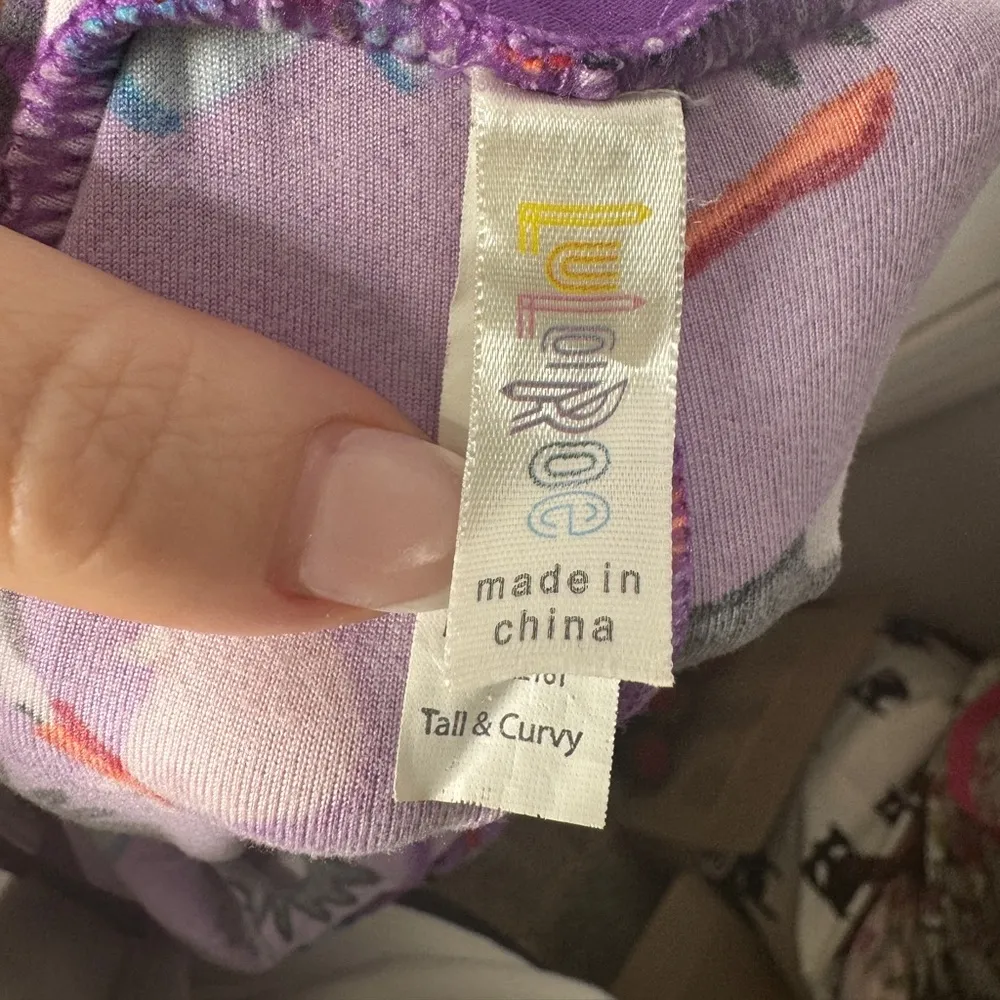 LuLaRoe
made in
china
Tall & Curvy